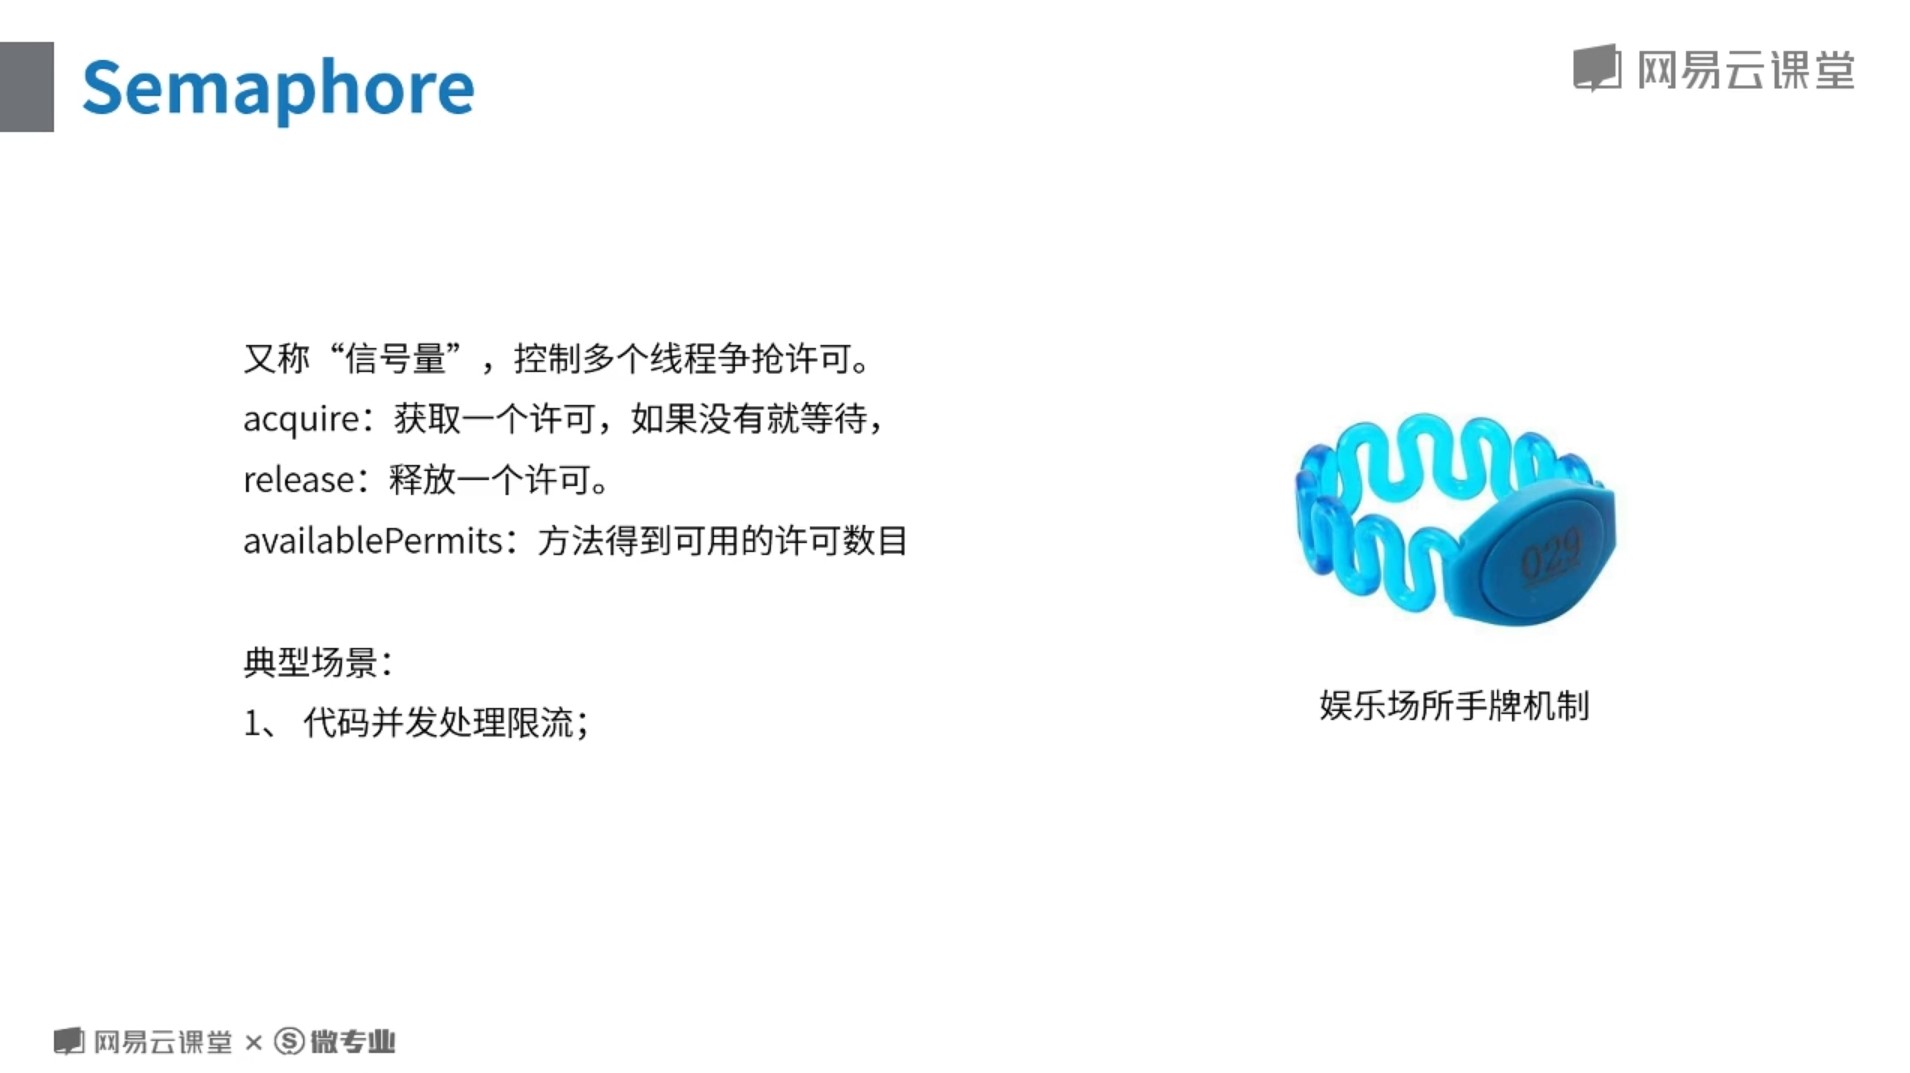 Semaphore
网易云课堂
又称“信号量”，控制多个线程争抢许可。
acquire：获取一个许可，如果没有就等待，
release：释放一个许可。
availablePermits：方法得到可用的许可数目
典型场景：
1、 代码并发处理限流；
029
娱乐场所手牌机制
网易云课堂 × 微专业